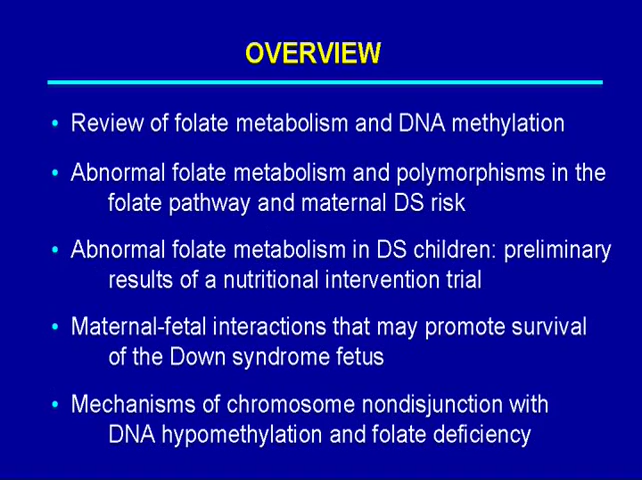 OVERVIEW
• Review of folate metabolism and DNA methylation
• Abnormal folate metabolism and polymorphisms in the
folate pathway and maternal DS risk
• Abnormal folate metabolism in DS children: preliminary
results of a nutritional intervention trial
• Maternal-fetal interactions that may promote survival
of the Down syndrome fetus
• Mechanisms of chromosome nondisjunction with
DNA hypomethylation and folate deficiency